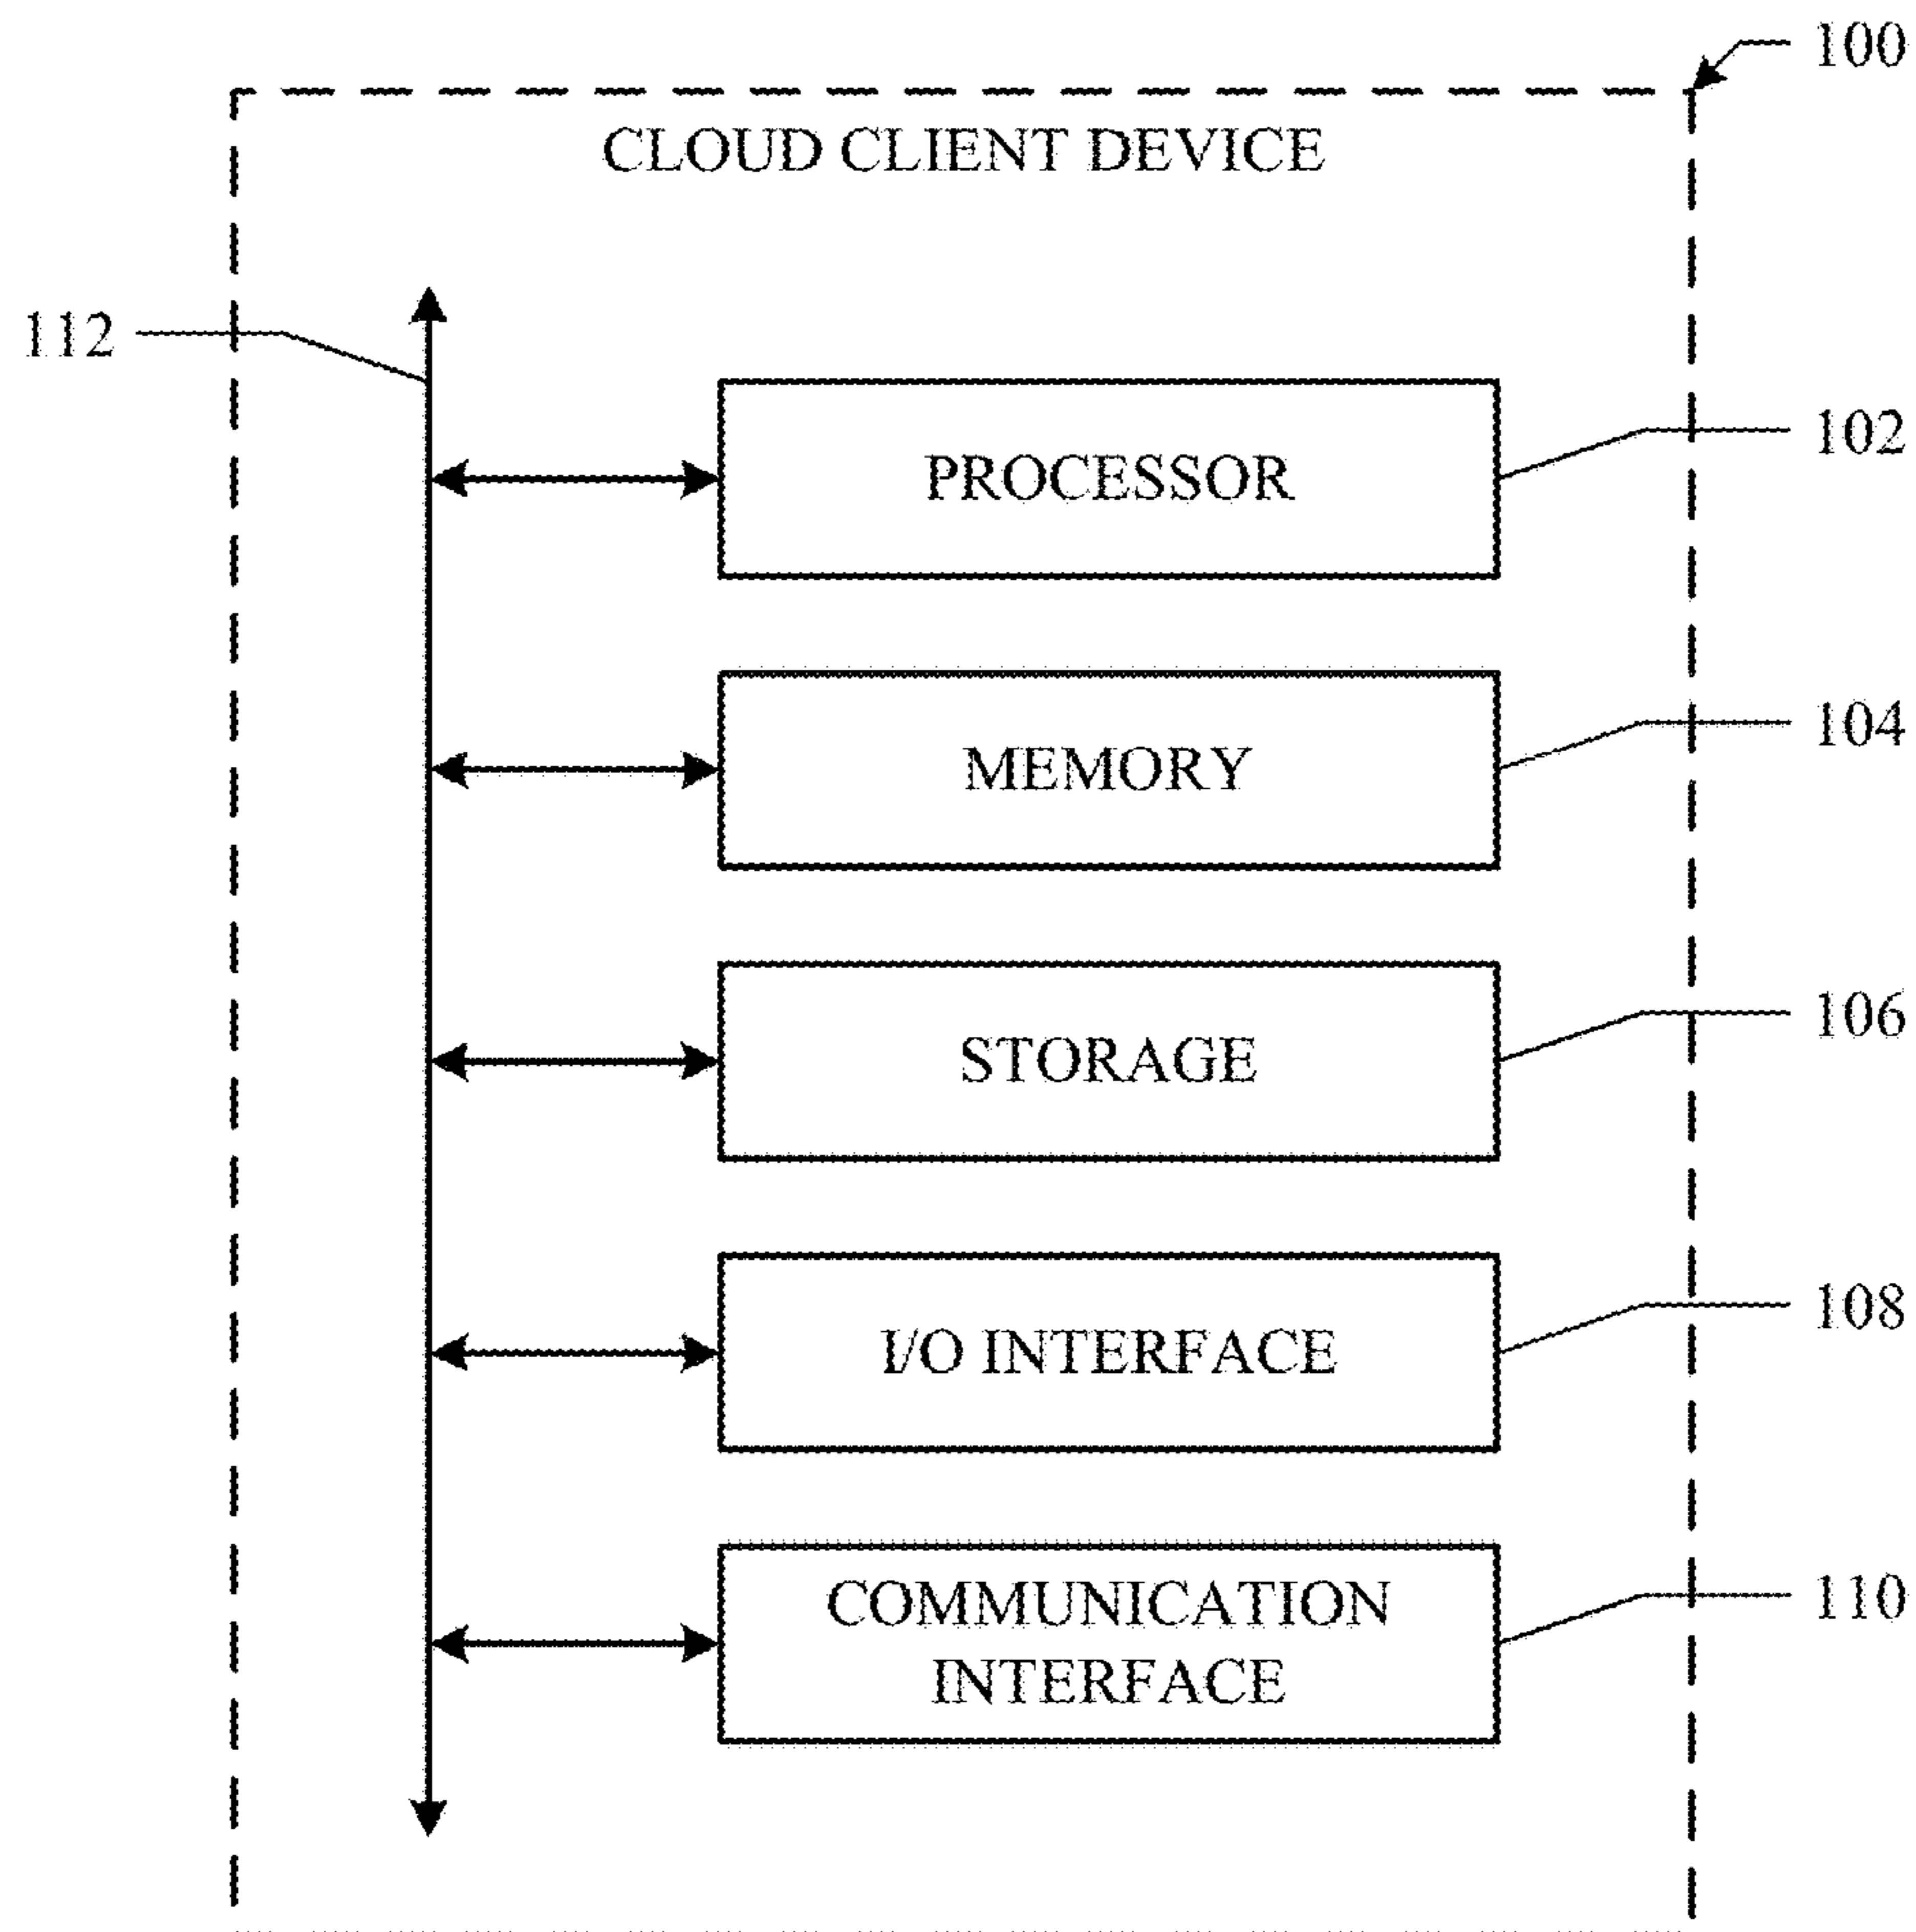 100
CLOUD CLIENT DEVICE
112
PROCESSOR
102
MEMORY
104
STORAGE
106
I/O INTERFACE
108
COMMUNICATION
INTERFACE
110